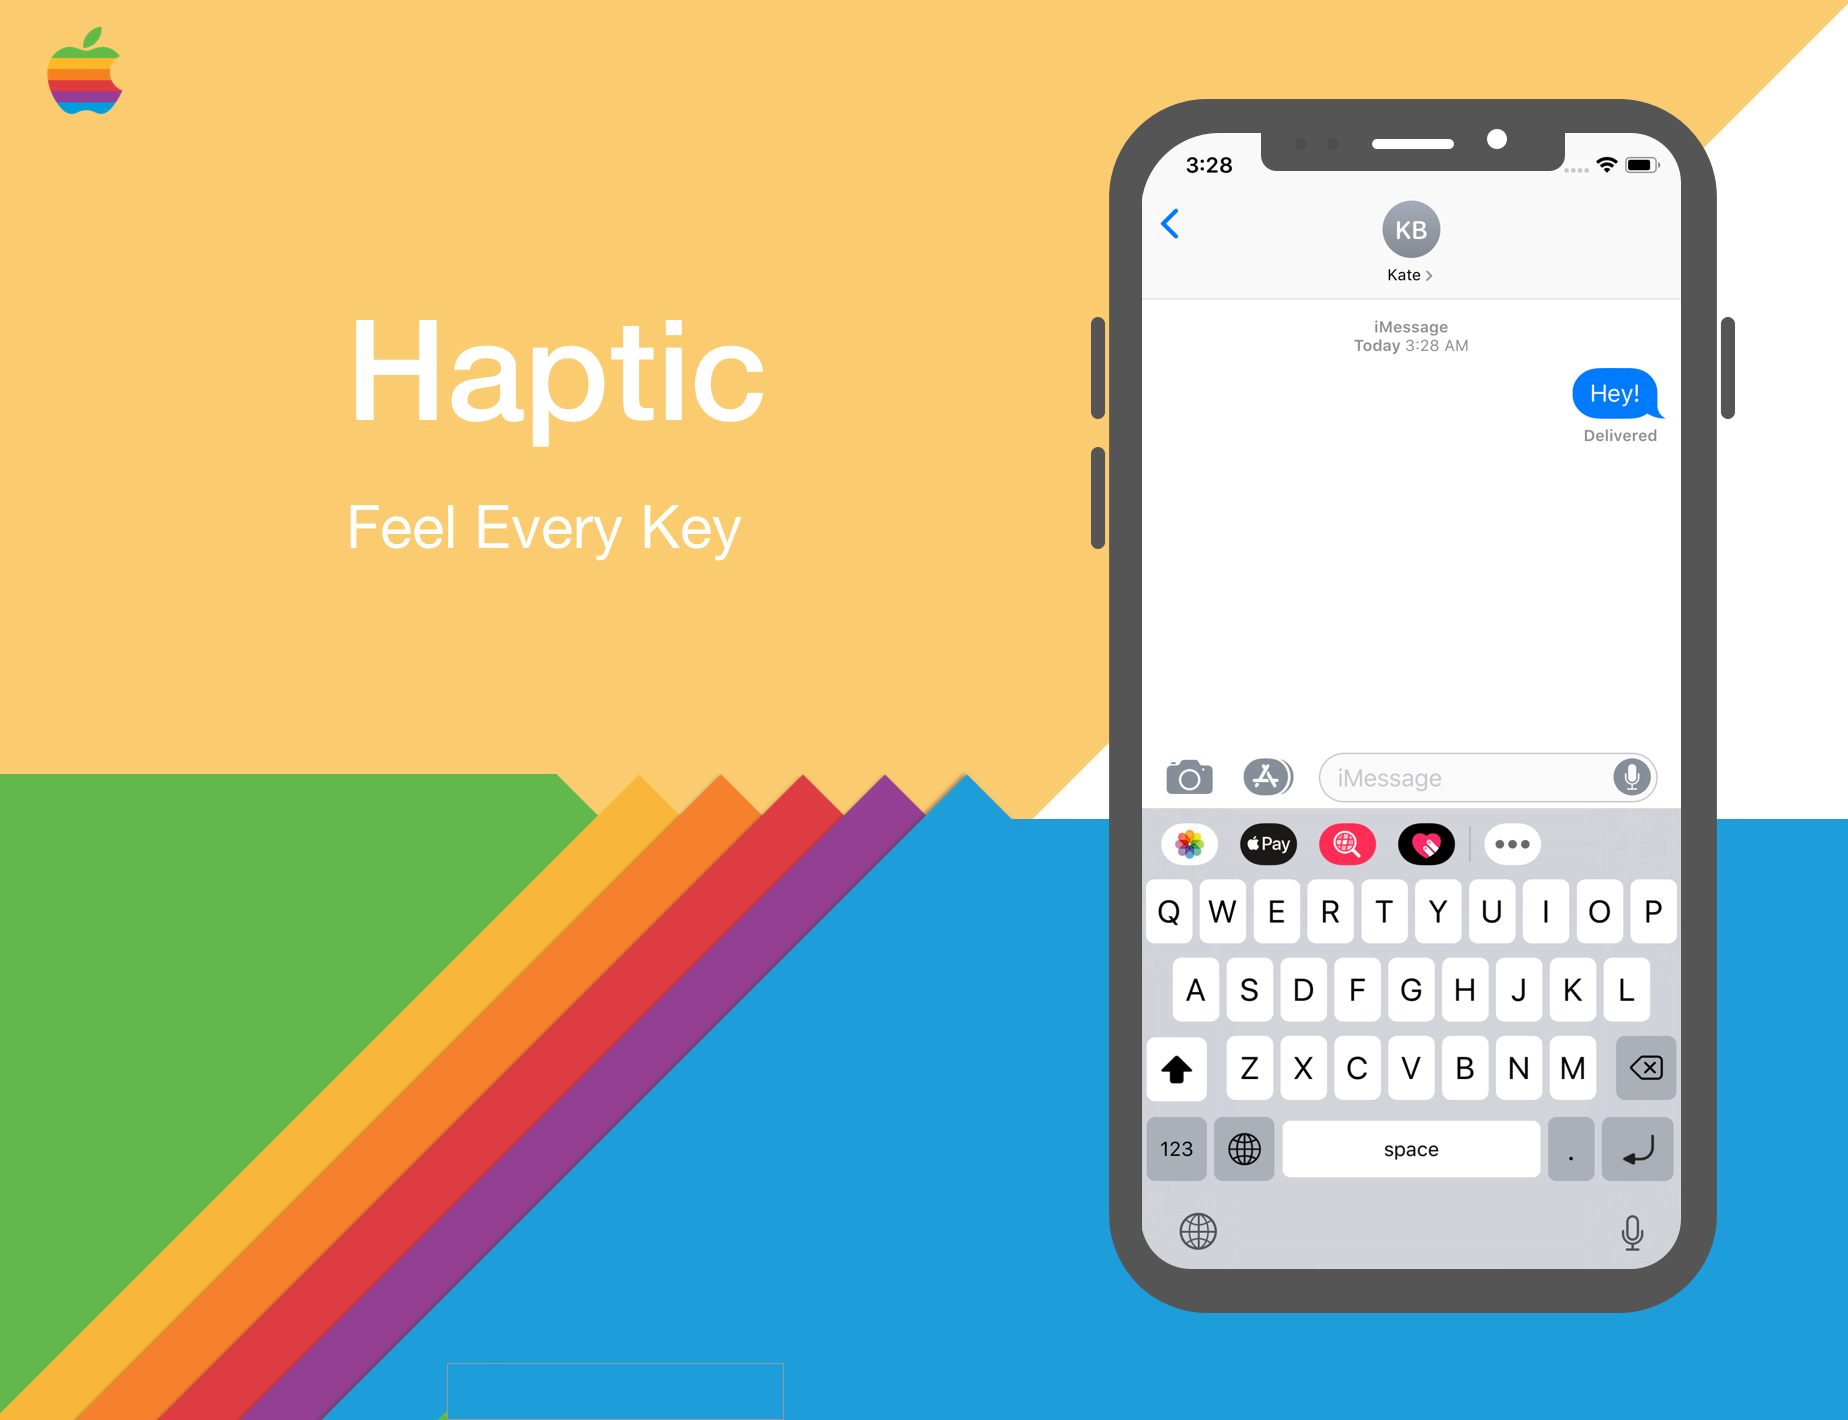 Haptic
Feel Every Key
3:28
KB
Kate
iMessage
Today 3:28 AM
Hey!
Delivered
iMessage
Pay
Q W E R T Y U I O P
A S D F G H J K L
Z X C V B N M
123 space .